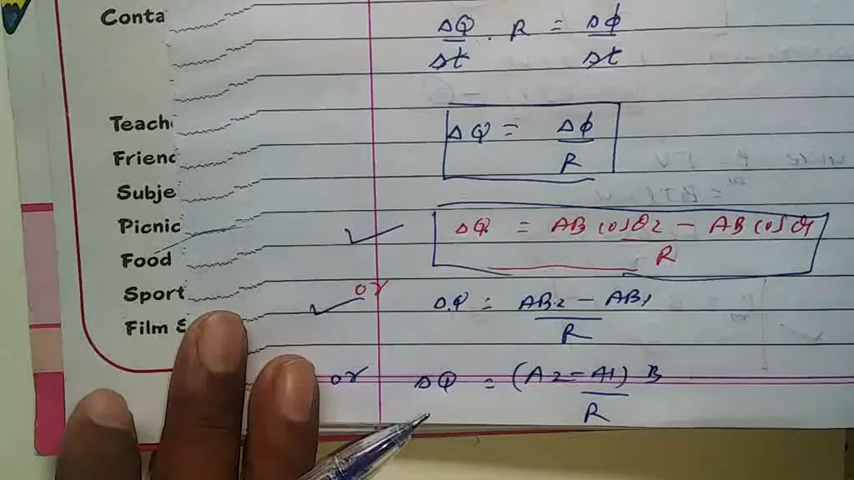 Conta
Teach
Frienc
Subje
Picnic
Food
Sport
Film
ΔQ/Δt . R = Δϕ/Δt
ΔQ = Δϕ/R
ΔQ = AB cosθ2 - AB cosθ1 / R
or ΔQ = AB2 - AB1 / R
or ΔQ = (A2 - A1) B / R